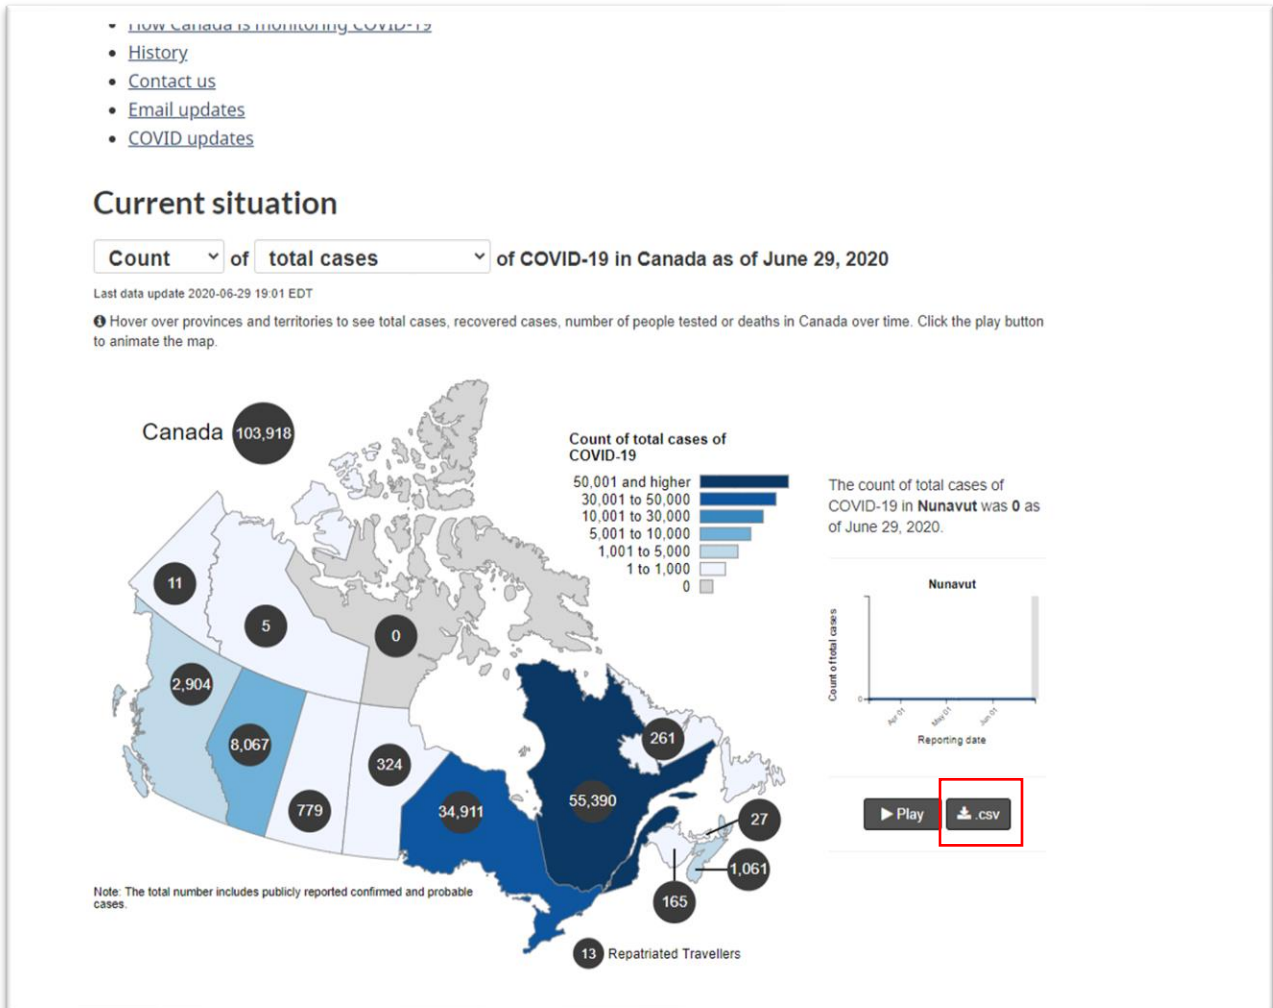 How Canada is monitoring COVID-19
History
Contact us
Email updates
COVID updates
Current situation
Count of total cases of COVID-19 in Canada as of June 29, 2020
Last data update 2020-06-29 19:01 EDT
Hover over provinces and territories to see total cases, recovered cases, number of people tested or deaths in Canada over time. Click the play button
to animate the map.
Canada 103,918
Count of total cases of
COVID-19
50,001 and higher
30,001 to 50,000
10,001 to 30,000
5,001 to 10,000
1,001 to 5,000
1 to 1,000
0
The count of total cases of
COVID-19 in Nunavut was 0 as
of June 29, 2020.
Nunavut
Count of total cases
0
Apr 01
May 01
Jun 01
Reporting date
Play
.csv
11
5
0
2,904
8,067
779
324
34,911
55,390
261
27
1,061
165
Note: The total number includes publicly reported confirmed and probable
cases.
13 Repatriated Travellers